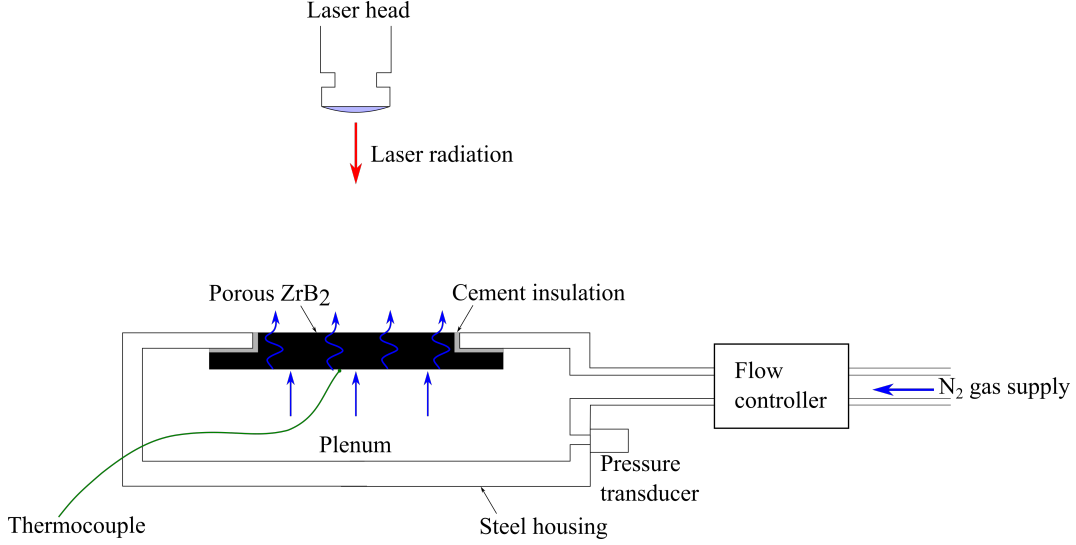 Laser head
Laser radiation
Porous ZrB2
Cement insulation
Flow
controller
N2 gas supply
Plenum
Pressure
transducer
Thermocouple
Steel housing